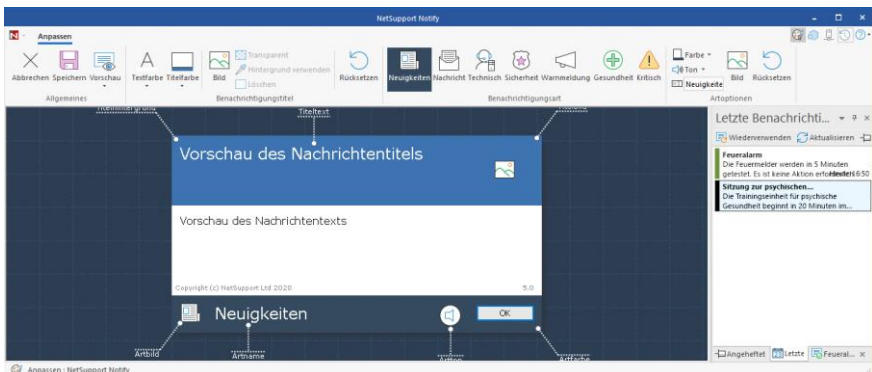 NetSupport Notify
Anpassen
Abbrechen Speichern Vorschau Textfarbe Titelfarbe Bild
Transparent
Hintergrund verwenden
Löschen
Rücksetzen
Neuigkeiten Nachricht Technisch Sicherheit Warnmeldung Gesundheit Kritisch
Farbe
Ton
Neuigkeite
Bild Rücksetzen
Allgemeines Benachrichtigungstitel Benachrichtigungsart Artoptionen
Titelhintergrund Titeltext Titelbild
Vorschau des Nachrichtentitels
Vorschau des Nachrichtentexts
Copyright (c) NetSupport Ltd 2020 5.0
Neuigkeiten OK
Artbild Artname Artton Artfarbe
Letzte Benachrichti...
Wiederverwenden Aktualisieren
Feueralarm
Die Feuermelder werden in 5 Minuten
getestet. Es ist keine Aktion
Sitzung zur psychischen...
Die Trainingseinheit für psychische
Gesundheit beginnt in 20 Minuten im...
Angeheftet Letzte Feueral...
Anpassen : NetSupport Notify